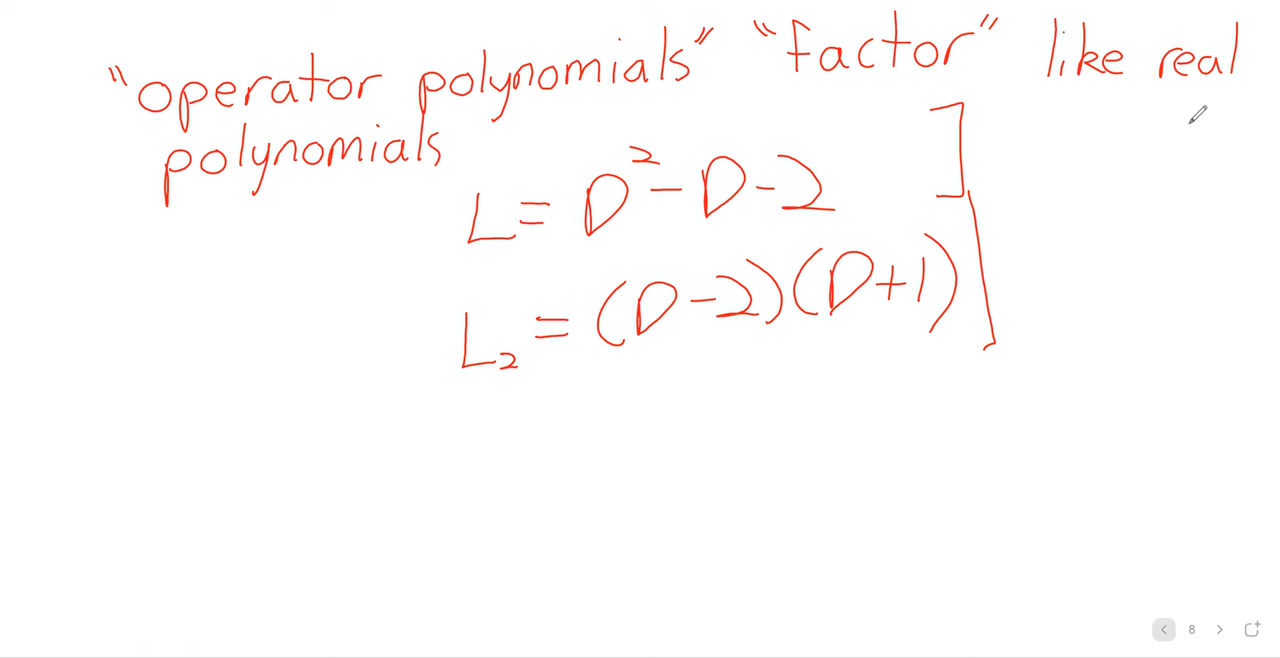 "operator polynomials" "factor" like real
polynomials
L = D² - D - 2
L₂ = (D - 2)(D + 1)
8